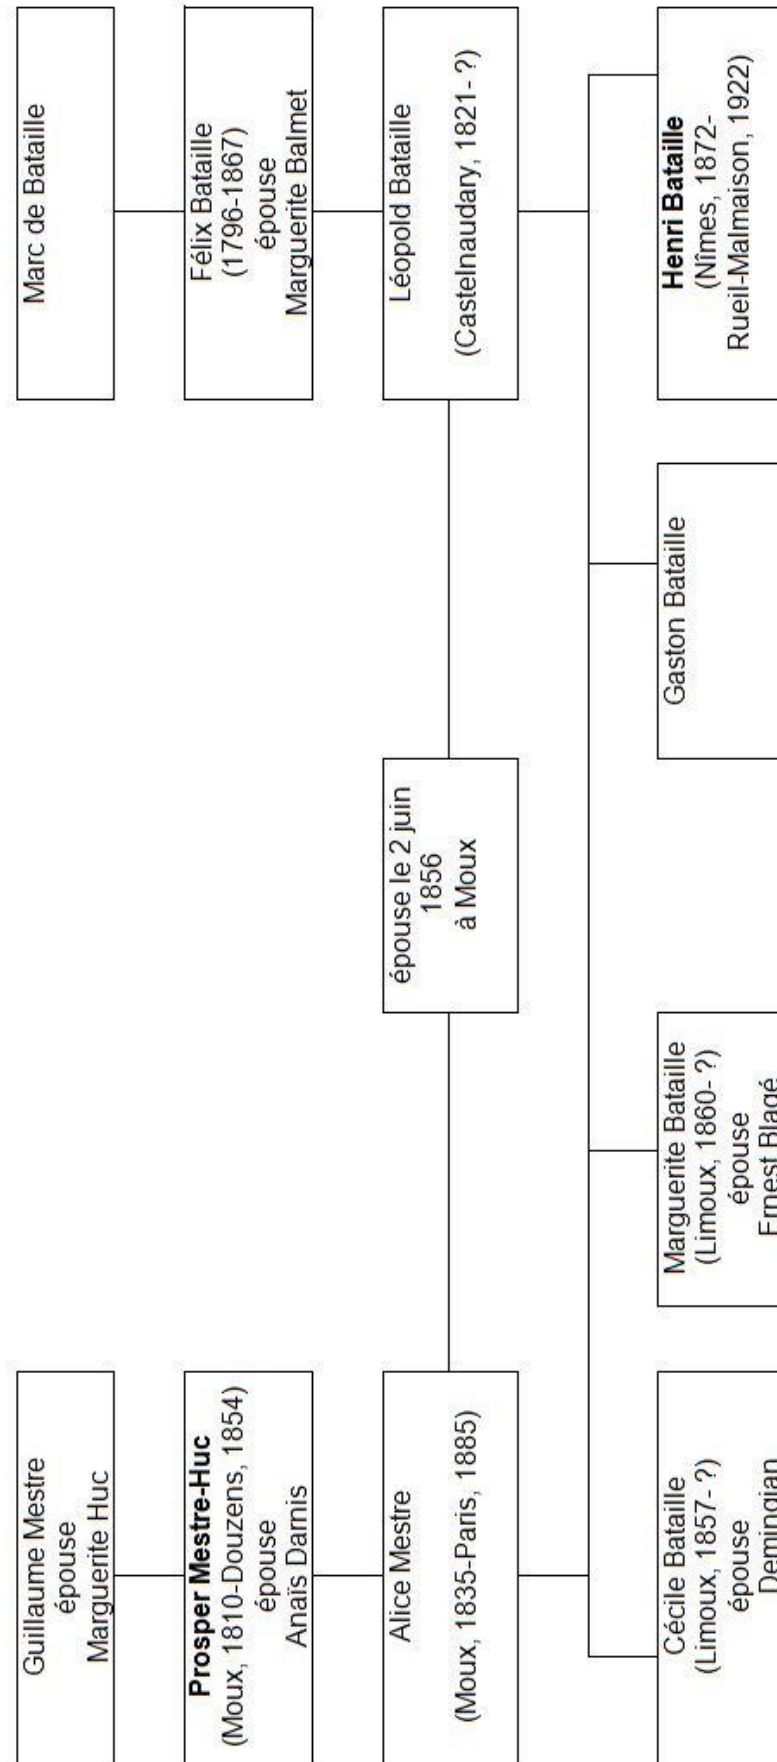 Guillaume Mestre
épouse
Marguerite Huc
Marc de Bataille
Prosper Mestre-Huc
(Moux, 1810-Douzens, 1854)
épouse
Anaïs Darnis
Félix Bataille
(1796-1867)
épouse
Marguerite Balmet
Alice Mestre
(Moux, 1835-Paris, 1885)
épouse le 2 juin
1856
à Moux
Léopold Bataille
(Castelnaudary, 1821- ?)
Cécile Bataille
(Limoux, 1857- ?)
épouse
Demingian
Marguerite Bataille
(Limoux, 1860- ?)
épouse
Ernest Blagé
Gaston Bataille
Henri Bataille
(Nîmes, 1872-
Rueil-Malmaison, 1922)